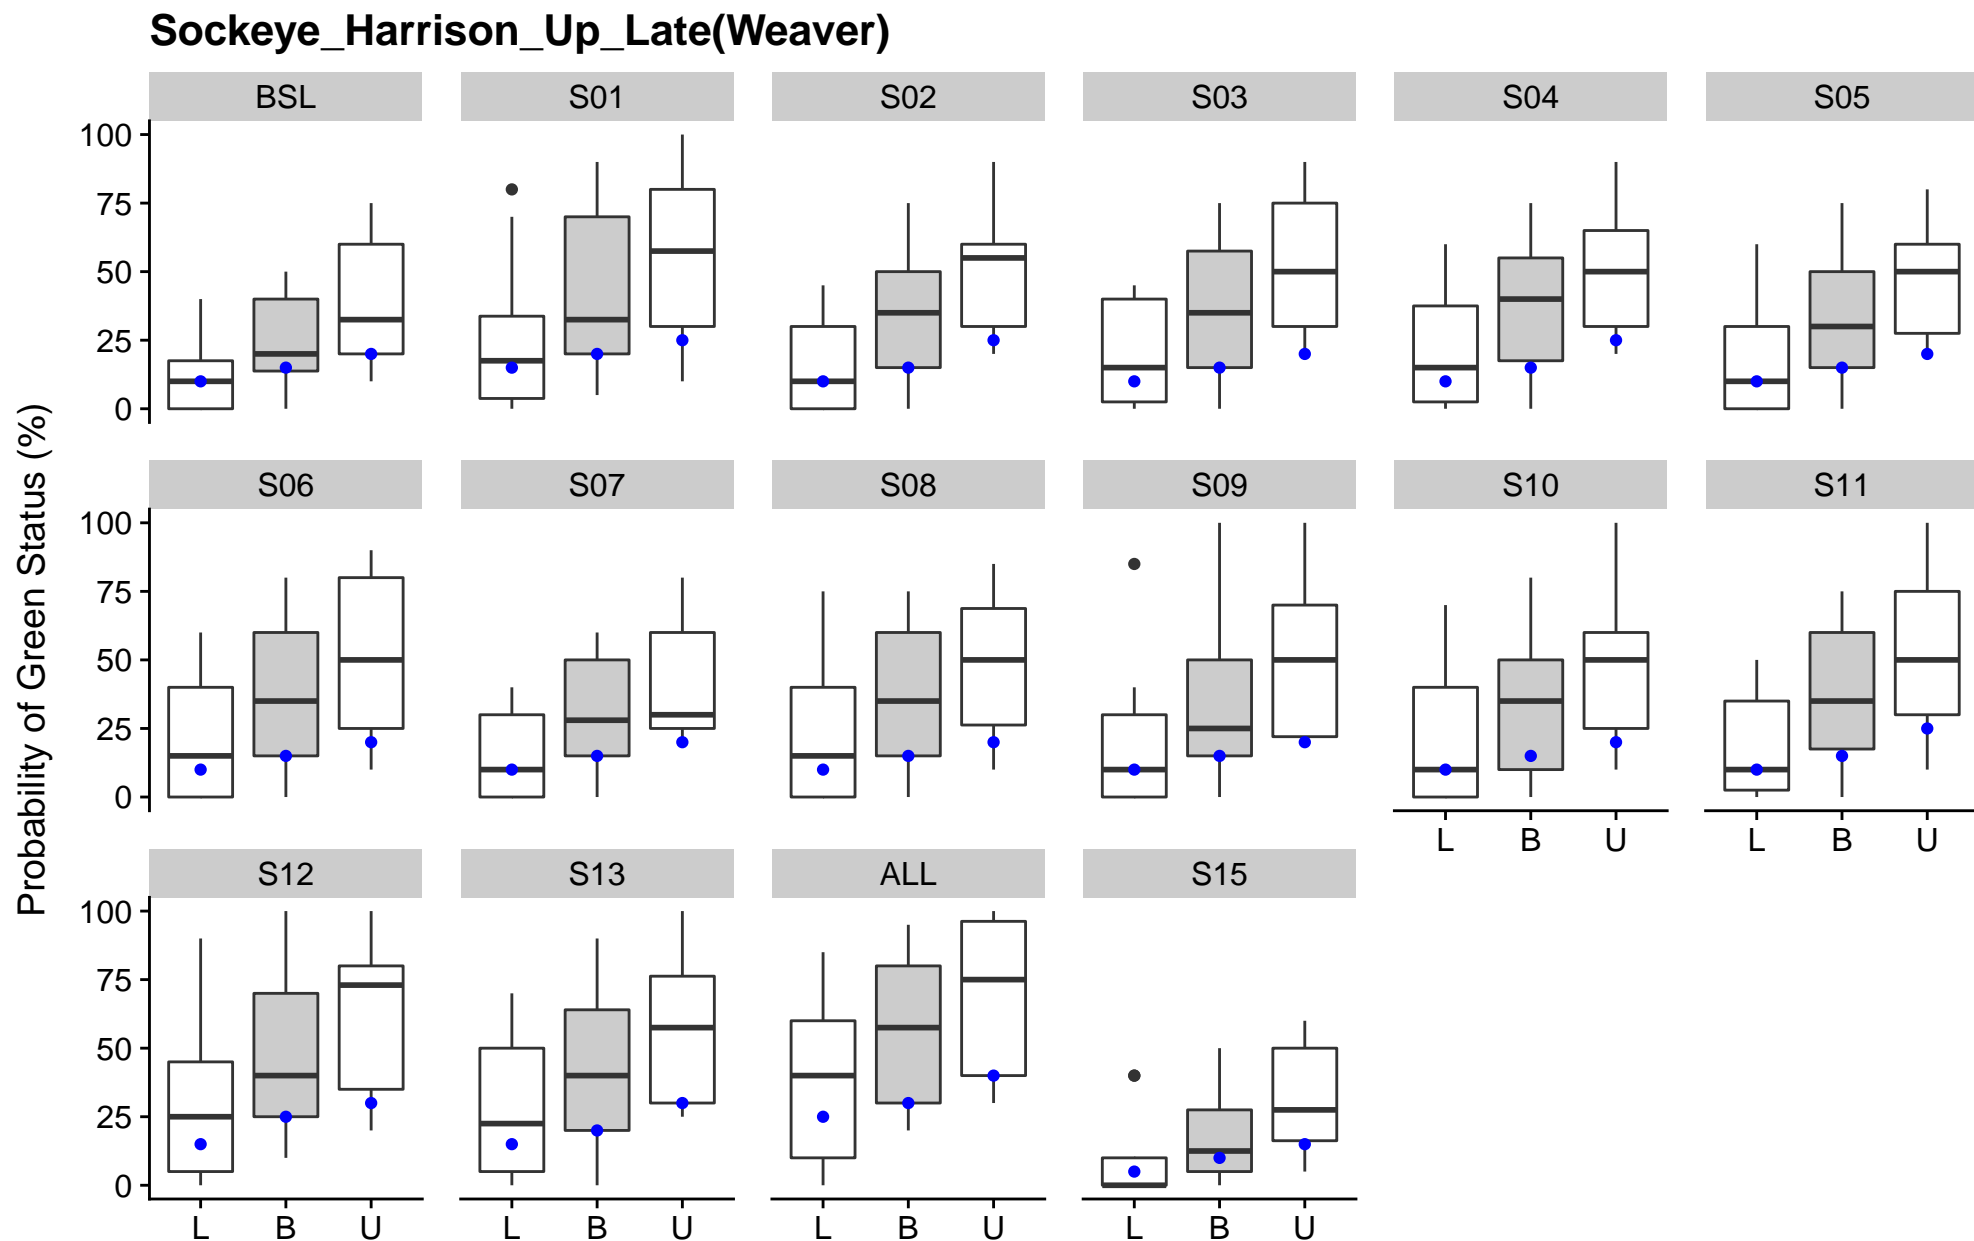 Sockeye_Harrison_Up_Late(Weaver)
BSL S01 S02 S03 S04 S05
100
75
50
25
0
S06 S07 S08 S09 S10 S11
100
75
50
25
0
L B U L B U
S12 S13 ALL S15
100
75
50
25
0
L B U L B U L B U L B U
Probability of Green Status (%)